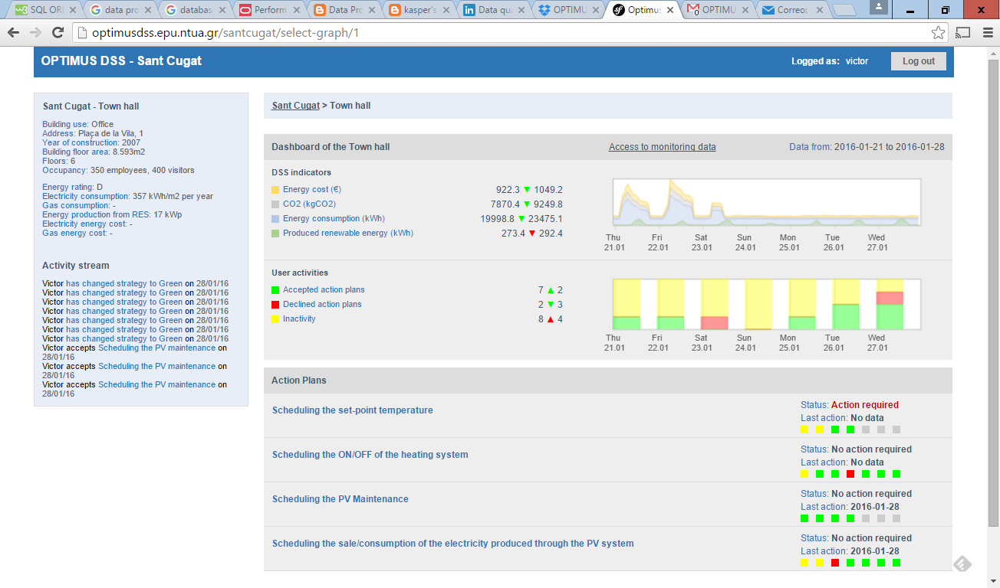 SQL ORI
data pro
database
Perform
Data Pro
kasper's
Data qua
OPTIMU
Optimu
OPTIMU
Correo:
optimusdss.epu.ntua.gr/santcugat/select-graph/1
OPTIMUS DSS - Sant Cugat
Logged as: victor
Log out
Sant Cugat - Town hall
Building use: Office
Address: Plaça de la Vila, 1
Year of construction: 2007
Building floor area: 8.593m2
Floors: 6
Occupancy: 350 employees, 400 visitors
Energy rating: D
Electricity consumption: 357 kWh/m2 per year
Gas consumption: -
Energy production from RES: 17 kWp
Electricity energy cost: -
Gas energy cost: -
Activity stream
Victor has changed strategy to Green on 28/01/16
Victor has changed strategy to Green on 28/01/16
Victor has changed strategy to Green on 28/01/16
Victor has changed strategy to Green on 28/01/16
Victor has changed strategy to Green on 28/01/16
Victor has changed strategy to Green on 28/01/16
Victor has changed strategy to Green on 28/01/16
Victor accepts Scheduling the PV maintenance on
28/01/16
Victor accepts Scheduling the PV maintenance on
28/01/16
Victor accepts Scheduling the PV maintenance on
28/01/16
Sant Cugat > Town hall
Dashboard of the Town hall
Access to monitoring data
Data from: 2016-01-21 to 2016-01-28
DSS indicators
Energy cost (€) 922.3 ▼ 1049.2
CO2 (kgCO2) 7870.4 ▼ 9249.8
Energy consumption (kWh) 19998.8 ▼ 23475.1
Produced renewable energy (kWh) 273.4 ▼ 292.4
Thu Fri Sat Sun Mon Tue Wed
21.01 22.01 23.01 24.01 25.01 26.01 27.01
User activities
Accepted action plans 7 ▲ 2
Declined action plans 2 ▼ 3
Inactivity 8 ▲ 4
Thu Fri Sat Sun Mon Tue Wed
21.01 22.01 23.01 24.01 25.01 26.01 27.01
Action Plans
Scheduling the set-point temperature
Status: Action required
Last action: No data
Scheduling the ON/OFF of the heating system
Status: No action required
Last action: No data
Scheduling the PV Maintenance
Status: No action required
Last action: 2016-01-28
Scheduling the sale/consumption of the electricity produced through the PV system
Status: No action required
Last action: 2016-01-28